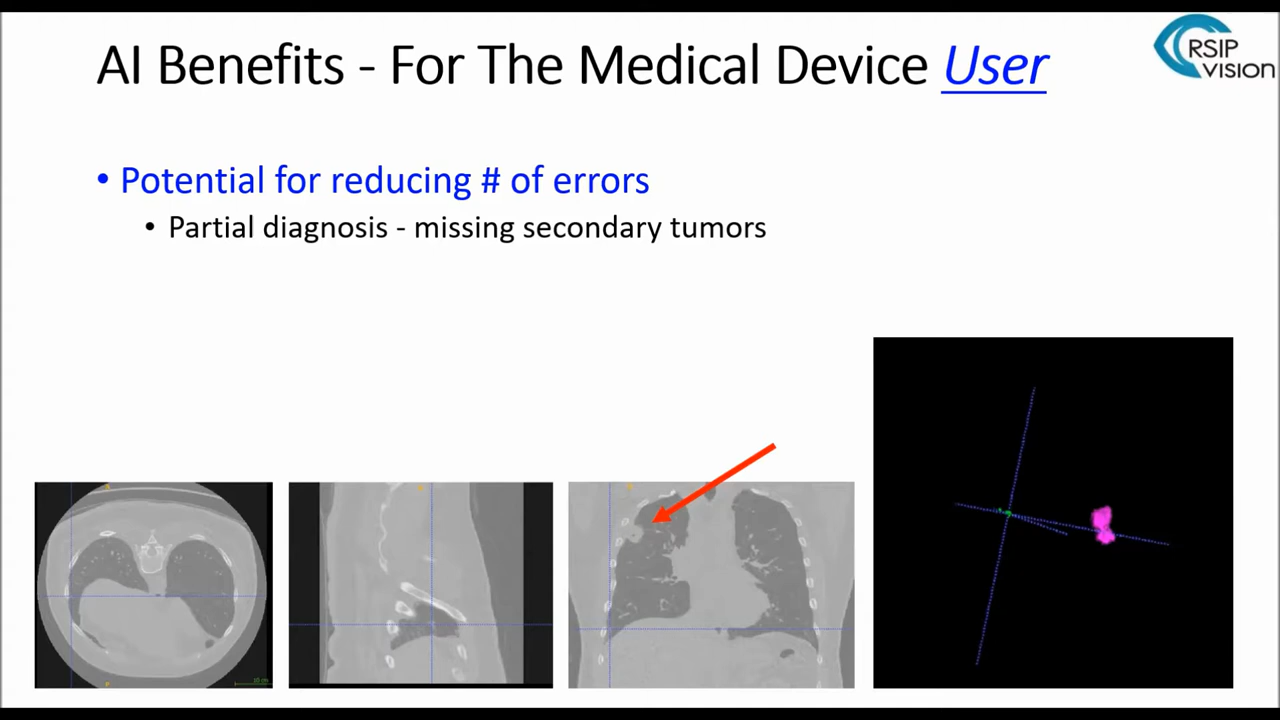 AI Benefits - For The Medical Device User
RSIP
vision
• Potential for reducing # of errors
• Partial diagnosis - missing secondary tumors